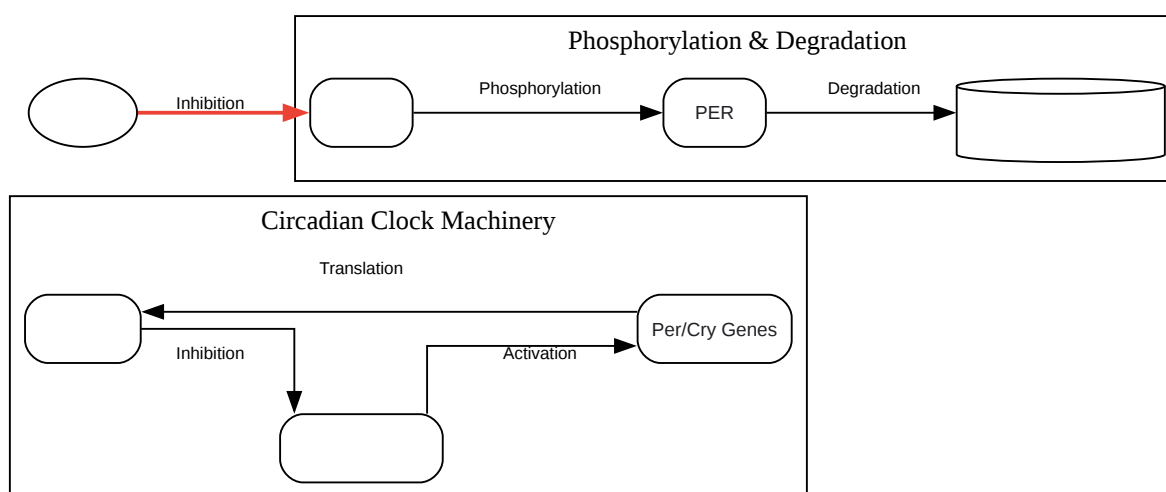 Phosphorylation & Degradation
Inhibition
Phosphorylation
PER
Degradation
Circadian Clock Machinery
Translation
Per/Cry Genes
Inhibition
Activation